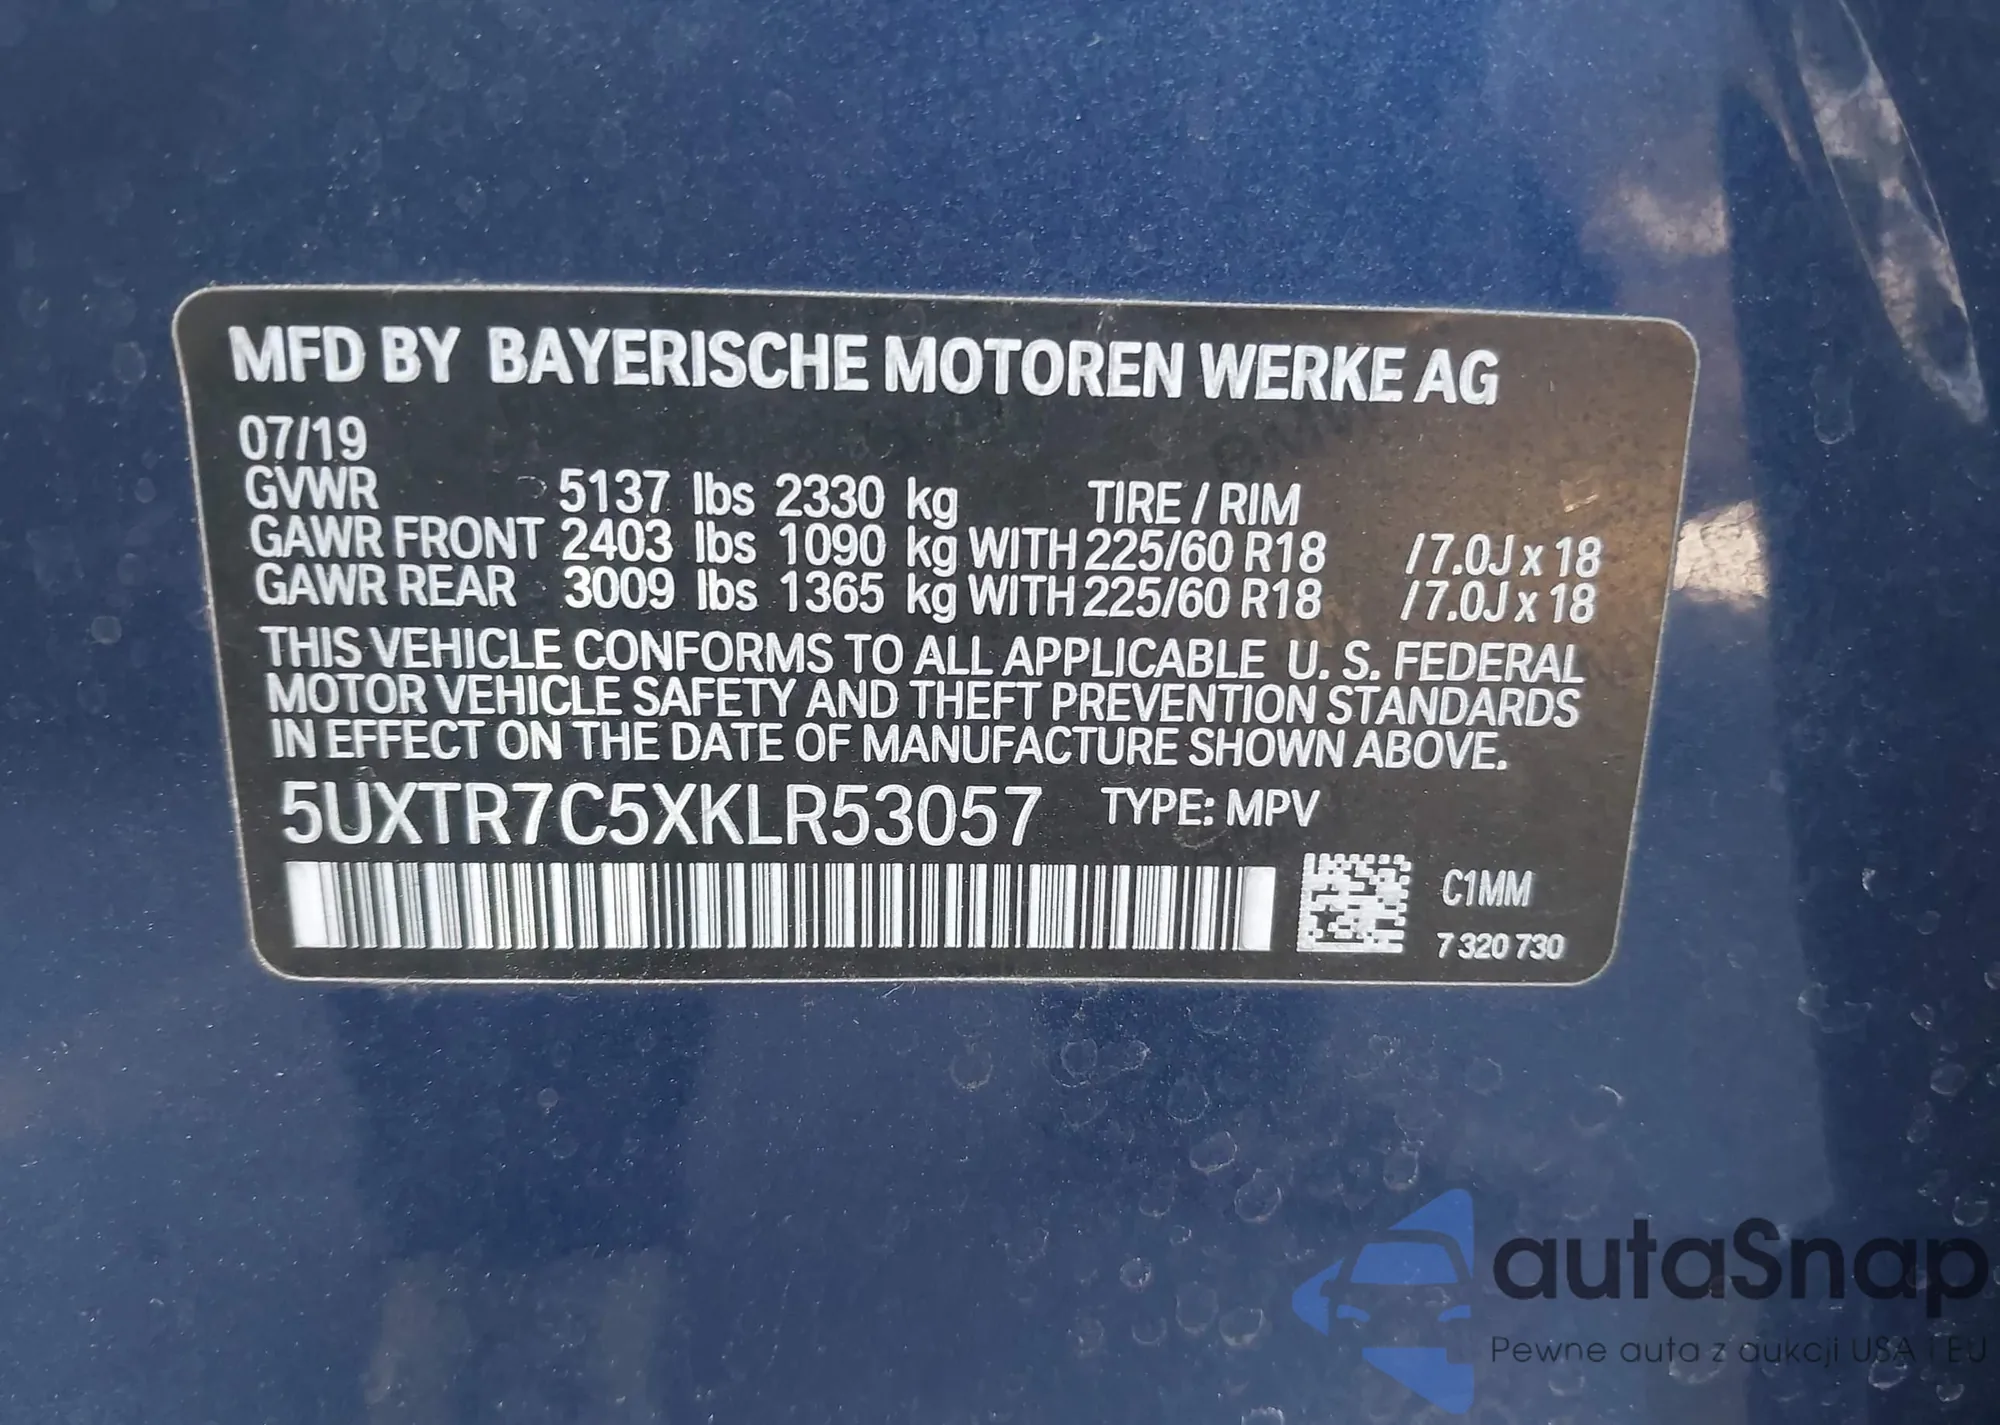 MFD BY BAYERISCHE MOTOREN WERKE AG
07/19
GVWR 5137 lbs 2330 kg TIRE / RIM
GAWR FRONT 2403 lbs 1090 kg WITH 225/60 R18 /7.0J x 18
GAWR REAR 3009 lbs 1365 kg WITH 225/60 R18 /7.0J x 18
THIS VEHICLE CONFORMS TO ALL APPLICABLE U. S. FEDERAL
MOTOR VEHICLE SAFETY AND THEFT PREVENTION STANDARDS
IN EFFECT ON THE DATE OF MANUFACTURE SHOWN ABOVE.
5UXTR7C5XKLR53057 TYPE: MPV
C1MM
7 320 730
autaSnap
Pewne auta z aukcji USA i EU